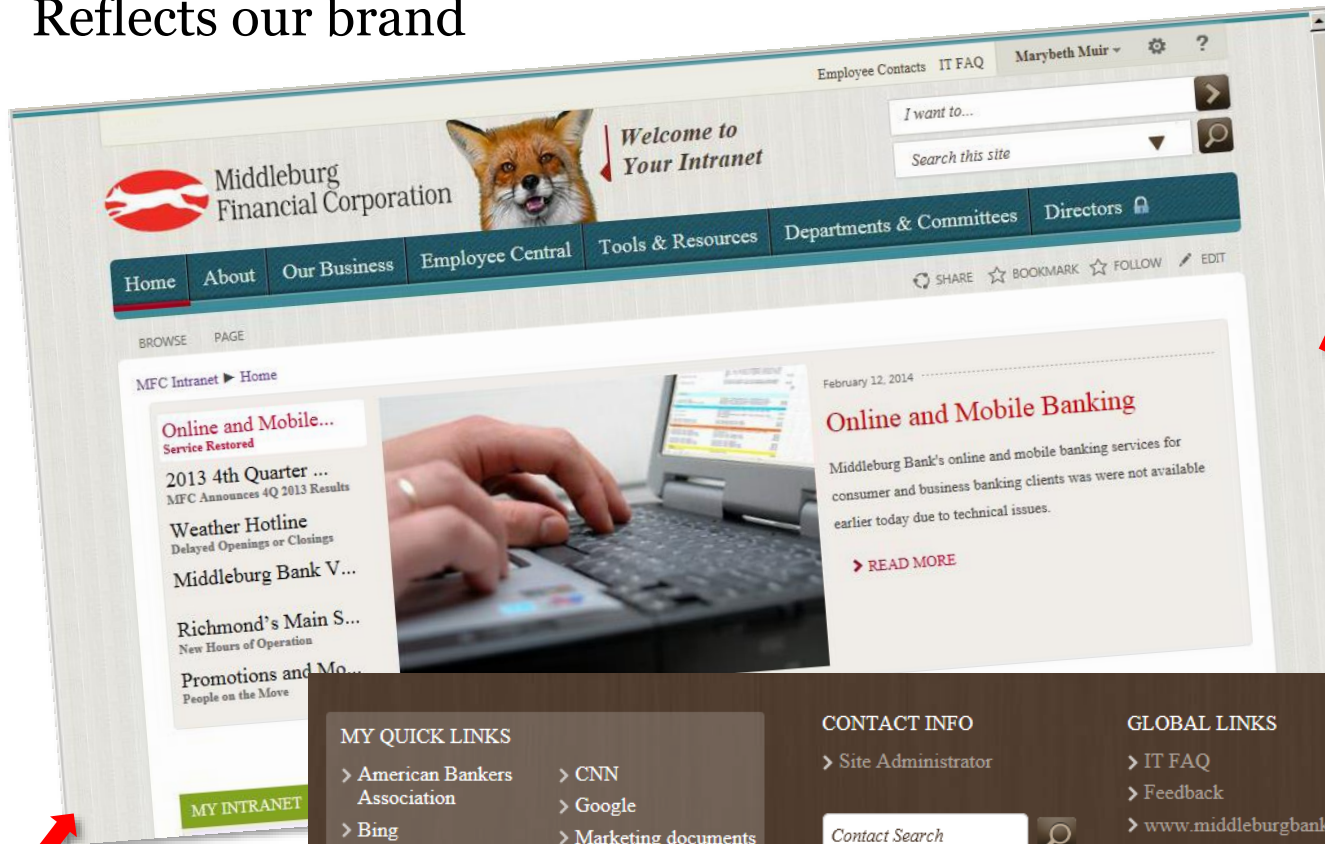 Reflects our brand
Employee Contacts IT FAQ Marybeth Muir ?
I want to...
Search this site
Welcome to
Your Intranet
Middleburg
Financial Corporation
Home About Our Business Employee Central Tools & Resources Departments & Committees Directors
SHARE BOOKMARK FOLLOW EDIT
BROWSE PAGE
MFC Intranet ▶ Home
Online and Mobile...
Service Restored
2013 4th Quarter ...
MFC Announces 4Q 2013 Results
Weather Hotline
Delayed Openings or Closings
Middleburg Bank V...
Richmond's Main S...
New Hours of Operation
Promotions and Mo...
People on the Move
February 12, 2014
Online and Mobile Banking
Middleburg Bank's online and mobile banking services for
consumer and business banking clients was were not available
earlier today due to technical issues.
> READ MORE
MY INTRANET
MY QUICK LINKS
> American Bankers
Association
> Bing
> CNN
> Google
> Marketing documents
CONTACT INFO
> Site Administrator
Contact Search
GLOBAL LINKS
> IT FAQ
> Feedback
> www.middleburgbank